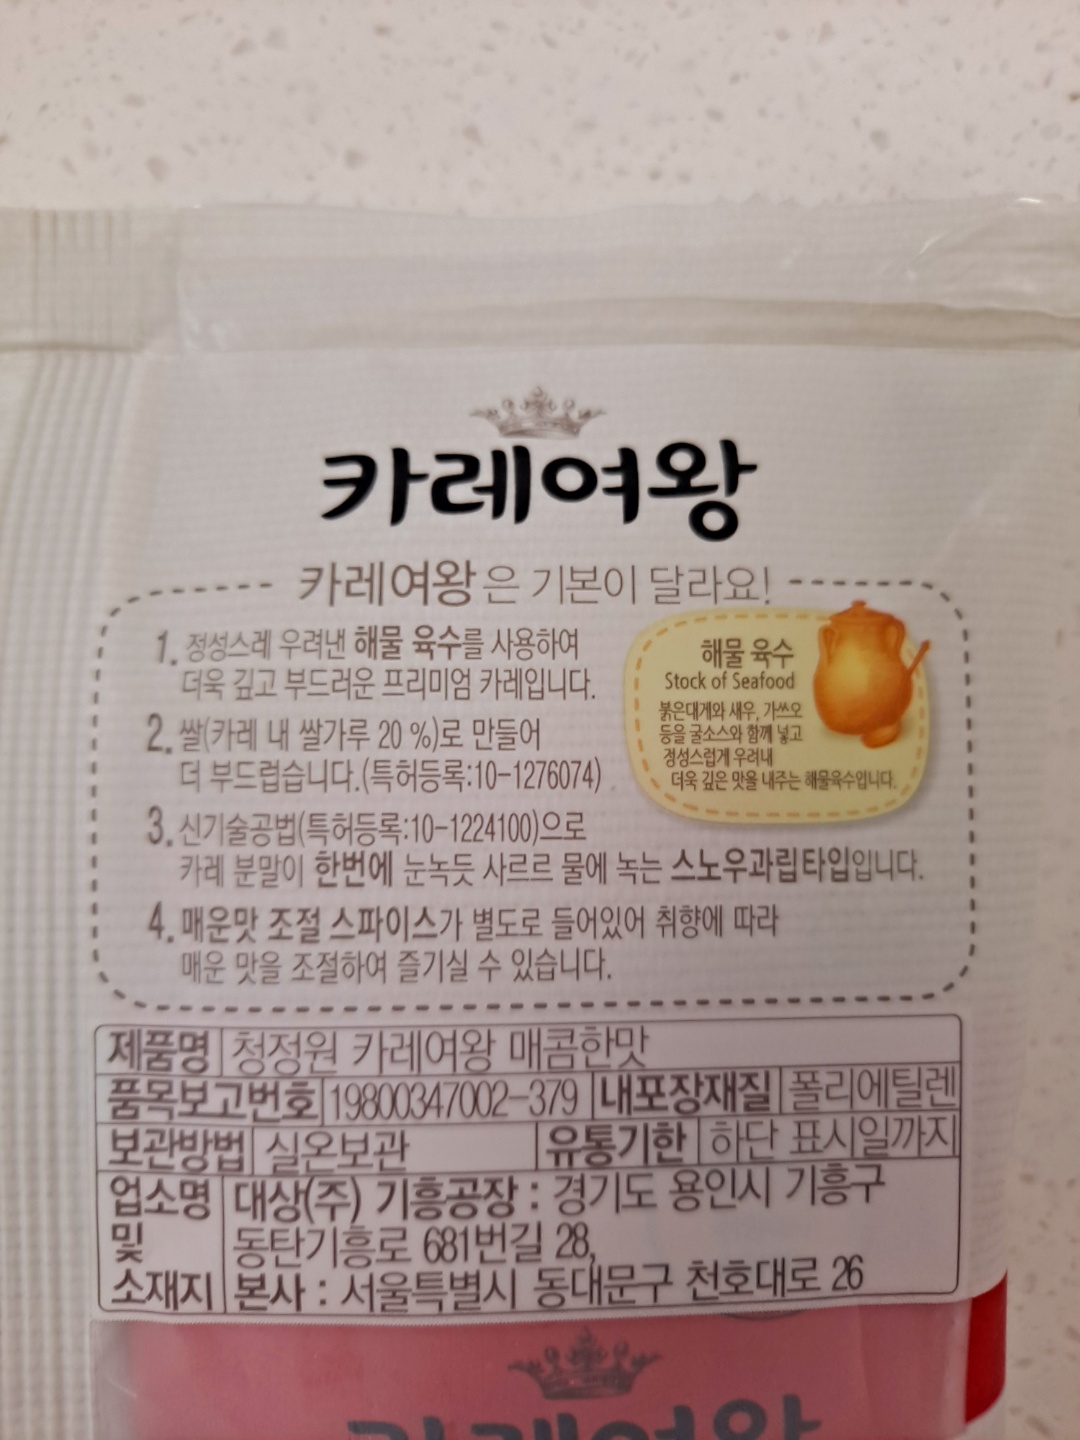 카레여왕
카레여왕은 기본이 달라요!
1. 정성스레 우려낸 해물 육수를 사용하여
더욱 깊고 부드러운 프리미엄 카레입니다.
2. 쌀(카레 내 쌀가루 20 %)로 만들어
더 부드럽습니다.(특허등록:10-1276074)
해물 육수
Stock of Seafood
붉은대게와 새우, 가쓰오
등을 굴소스와 함께 넣고
정성스럽게 우려내
더욱 깊은 맛을 내주는 해물육수입니다.
3. 신기술공법(특허등록:10-1224100)으로
카레 분말이 한번에 눈녹듯 사르르 물에 녹는 스노우과립타입입니다.
4. 매운맛 조절 스파이스가 별도로 들어있어 취향에 따라
매운 맛을 조절하여 즐기실 수 있습니다.
제품명 청정원 카레여왕 매콤한맛
품목보고번호 19800347002-379 내포장재질 폴리에틸렌
보관방법 실온보관 유통기한 하단 표시일까지
업소명 대상(주) 기흥공장 : 경기도 용인시 기흥구
및 동탄기흥로 681번길 28,
소재지 본사 : 서울특별시 동대문구 천호대로 26
카레여왕